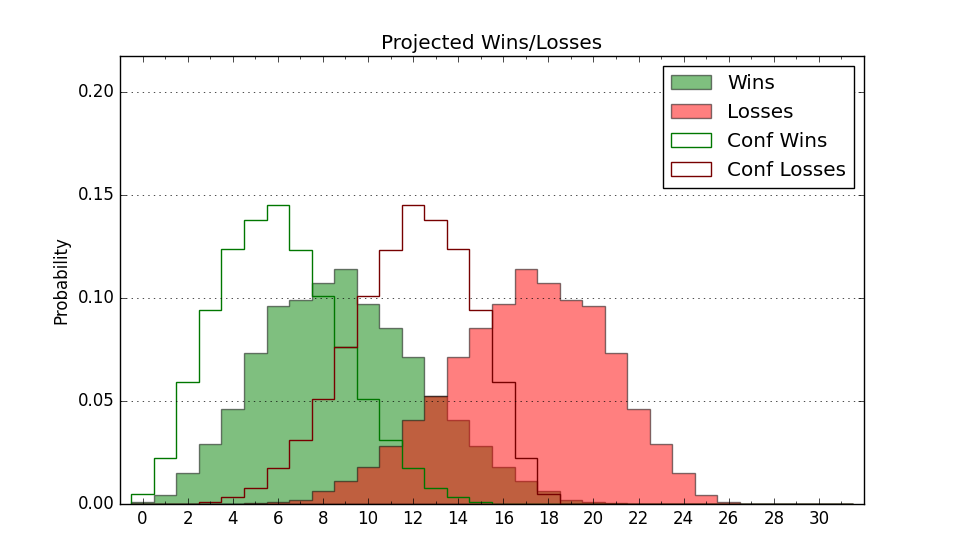 Projected Wins/Losses
Wins
Losses
Conf Wins
Conf Losses
Probability
0.20
0.15
0.10
0.05
0.00
0 2 4 6 8 10 12 14 16 18 20 22 24 26 28 30